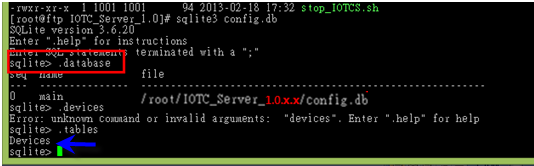 -rwxr-xr-x 1 1001 1001 94 2013-02-18 17:32 stop_IOTCS.sh
[root@ftp IOTC_Server_1.0]# sqlite3 config.db
SQLite version 3.6.20
Enter ".help" for instructions
Enter SQL statements terminated with a ";"
sqlite> .database
seq name file
--- --------------- ----------------------------------------------------------
0 main /root/IOTC_Server_1.0.x.x/config.db
sqlite> .devices
Error: unknown command or invalid arguments: "devices". Enter ".help" for help
sqlite> .tables
Devices
sqlite>